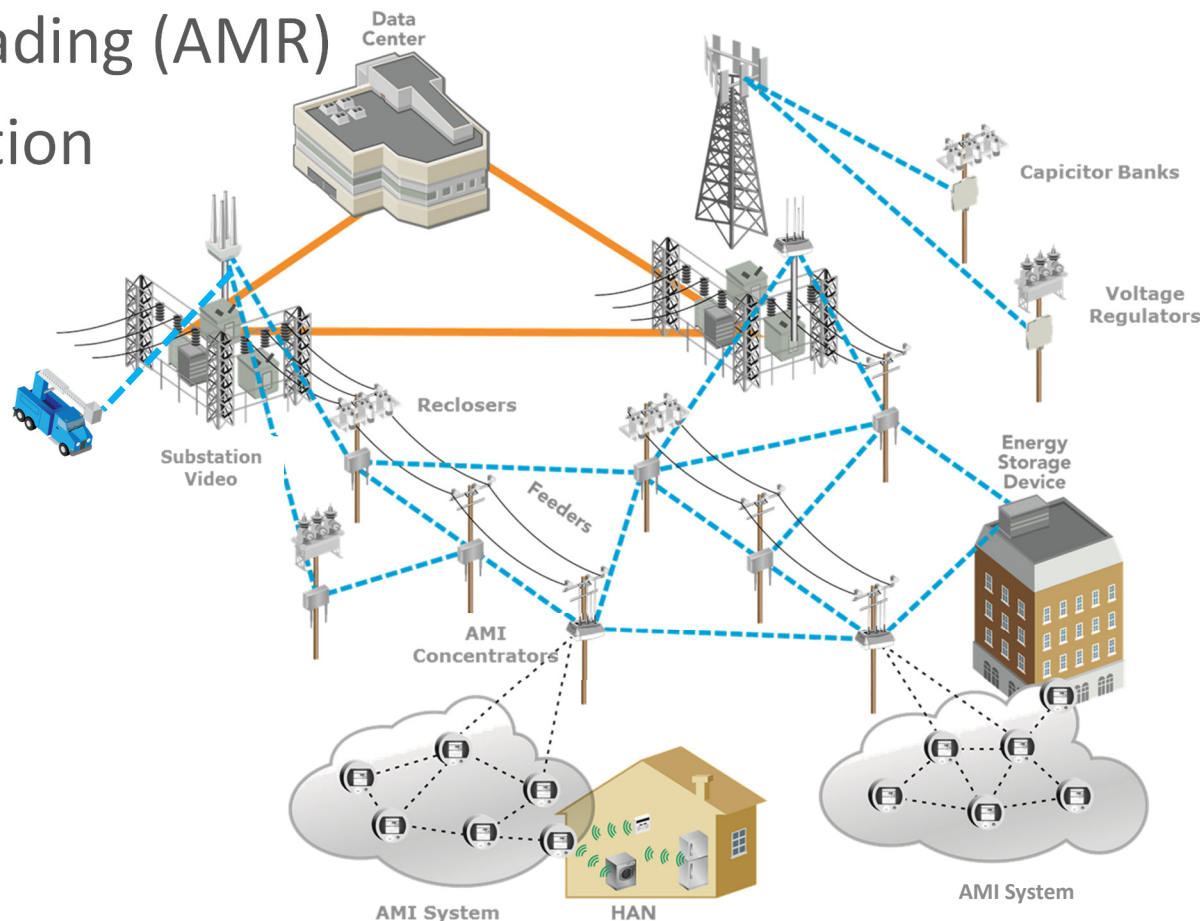 ading (AMR)
tion
Data
Center
Capicitor Banks
Voltage
Regulators
Reclosers
Substation
Video
Energy
Storage
Device
Feeders
AMI
Concentrators
AMI System
HAN
AMI System